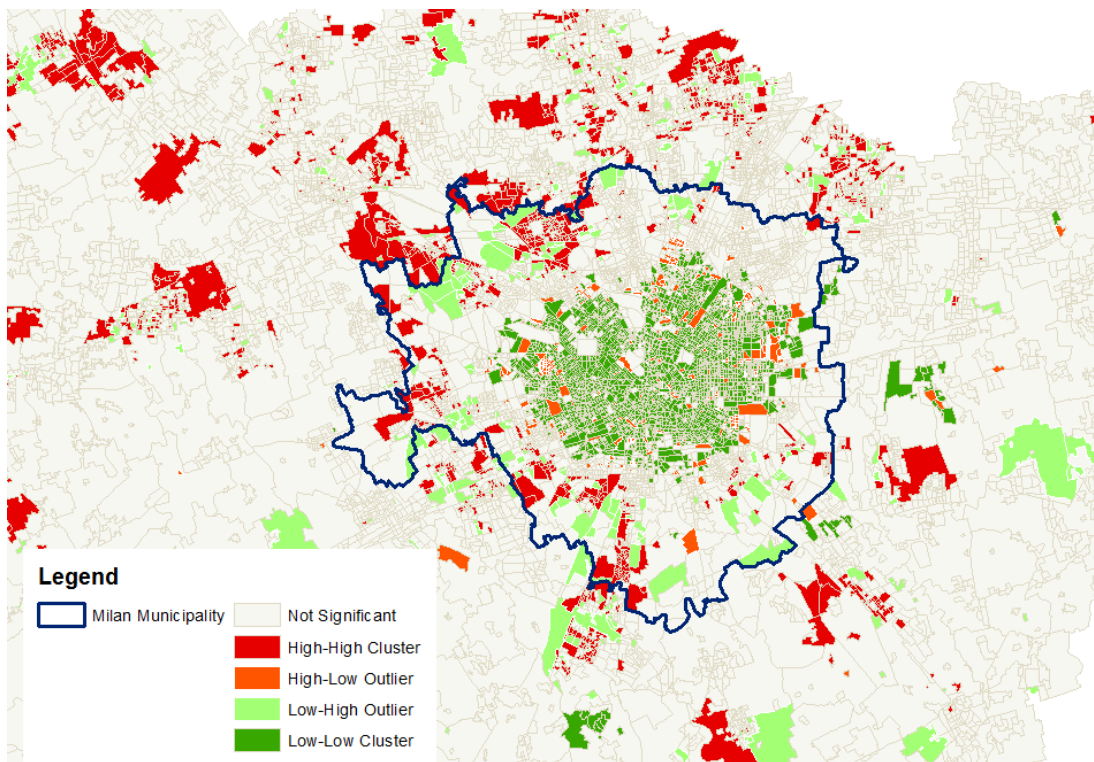 Legend
Milan Municipality
Not Significant
High-High Cluster
High-Low Outlier
Low-High Outlier
Low-Low Cluster